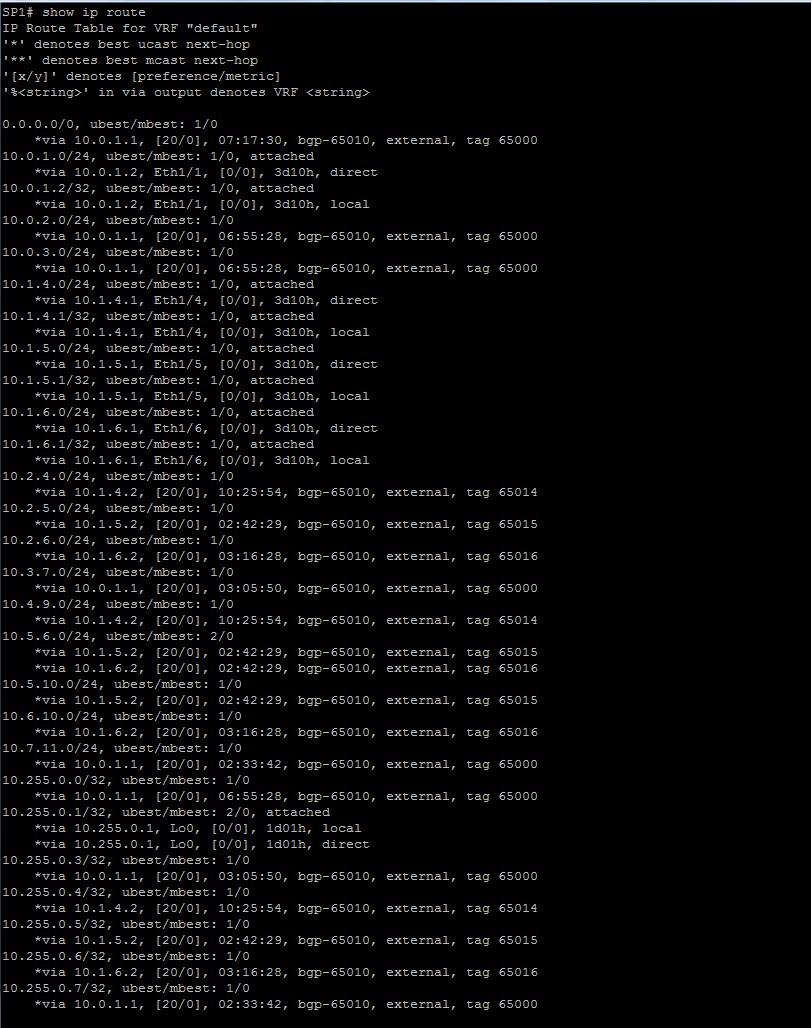 SP1# show ip route
IP Route Table for VRF "default"
'*' denotes best ucast next-hop
'**' denotes best mcast next-hop
'[x/y]' denotes [preference/metric]
'%<string>' in via output denotes VRF <string>
0.0.0.0/0, ubest/mbest: 1/0
*via 10.0.1.1, [20/0], 07:17:30, bgp-65010, external, tag 65000
10.0.1.0/24, ubest/mbest: 1/0, attached
*via 10.0.1.2, Eth1/1, [0/0], 3d10h, direct
10.0.1.2/32, ubest/mbest: 1/0, attached
*via 10.0.1.2, Eth1/1, [0/0], 3d10h, local
10.0.2.0/24, ubest/mbest: 1/0
*via 10.0.1.1, [20/0], 06:55:28, bgp-65010, external, tag 65000
10.0.3.0/24, ubest/mbest: 1/0
*via 10.0.1.1, [20/0], 06:55:28, bgp-65010, external, tag 65000
10.1.4.0/24, ubest/mbest: 1/0, attached
*via 10.1.4.1, Eth1/4, [0/0], 3d10h, direct
10.1.4.1/32, ubest/mbest: 1/0, attached
*via 10.1.4.1, Eth1/4, [0/0], 3d10h, local
10.1.5.0/24, ubest/mbest: 1/0, attached
*via 10.1.5.1, Eth1/5, [0/0], 3d10h, direct
10.1.5.1/32, ubest/mbest: 1/0, attached
*via 10.1.5.1, Eth1/5, [0/0], 3d10h, local
10.1.6.0/24, ubest/mbest: 1/0, attached
*via 10.1.6.1, Eth1/6, [0/0], 3d10h, direct
10.1.6.1/32, ubest/mbest: 1/0, attached
*via 10.1.6.1, Eth1/6, [0/0], 3d10h, local
10.2.4.0/24, ubest/mbest: 1/0
*via 10.1.4.2, [20/0], 10:25:54, bgp-65010, external, tag 65014
10.2.5.0/24, ubest/mbest: 1/0
*via 10.1.5.2, [20/0], 02:42:29, bgp-65010, external, tag 65015
10.2.6.0/24, ubest/mbest: 1/0
*via 10.1.6.2, [20/0], 03:16:28, bgp-65010, external, tag 65016
10.3.7.0/24, ubest/mbest: 1/0
*via 10.0.1.1, [20/0], 03:05:50, bgp-65010, external, tag 65000
10.4.9.0/24, ubest/mbest: 1/0
*via 10.1.4.2, [20/0], 10:25:54, bgp-65010, external, tag 65014
10.5.6.0/24, ubest/mbest: 2/0
*via 10.1.5.2, [20/0], 02:42:29, bgp-65010, external, tag 65015
*via 10.1.6.2, [20/0], 02:42:29, bgp-65010, external, tag 65016
10.5.10.0/24, ubest/mbest: 1/0
*via 10.1.5.2, [20/0], 02:42:29, bgp-65010, external, tag 65015
10.6.10.0/24, ubest/mbest: 1/0
*via 10.1.6.2, [20/0], 03:16:28, bgp-65010, external, tag 65016
10.7.11.0/24, ubest/mbest: 1/0
*via 10.0.1.1, [20/0], 02:33:42, bgp-65010, external, tag 65000
10.255.0.0/32, ubest/mbest: 1/0
*via 10.0.1.1, [20/0], 06:55:28, bgp-65010, external, tag 65000
10.255.0.1/32, ubest/mbest: 2/0, attached
*via 10.255.0.1, Lo0, [0/0], 1d01h, local
*via 10.255.0.1, Lo0, [0/0], 1d01h, direct
10.255.0.3/32, ubest/mbest: 1/0
*via 10.0.1.1, [20/0], 03:05:50, bgp-65010, external, tag 65000
10.255.0.4/32, ubest/mbest: 1/0
*via 10.1.4.2, [20/0], 10:25:54, bgp-65010, external, tag 65014
10.255.0.5/32, ubest/mbest: 1/0
*via 10.1.5.2, [20/0], 02:42:29, bgp-65010, external, tag 65015
10.255.0.6/32, ubest/mbest: 1/0
*via 10.1.6.2, [20/0], 03:16:28, bgp-65010, external, tag 65016
10.255.0.7/32, ubest/mbest: 1/0
*via 10.0.1.1, [20/0], 02:33:42, bgp-65010, external, tag 65000